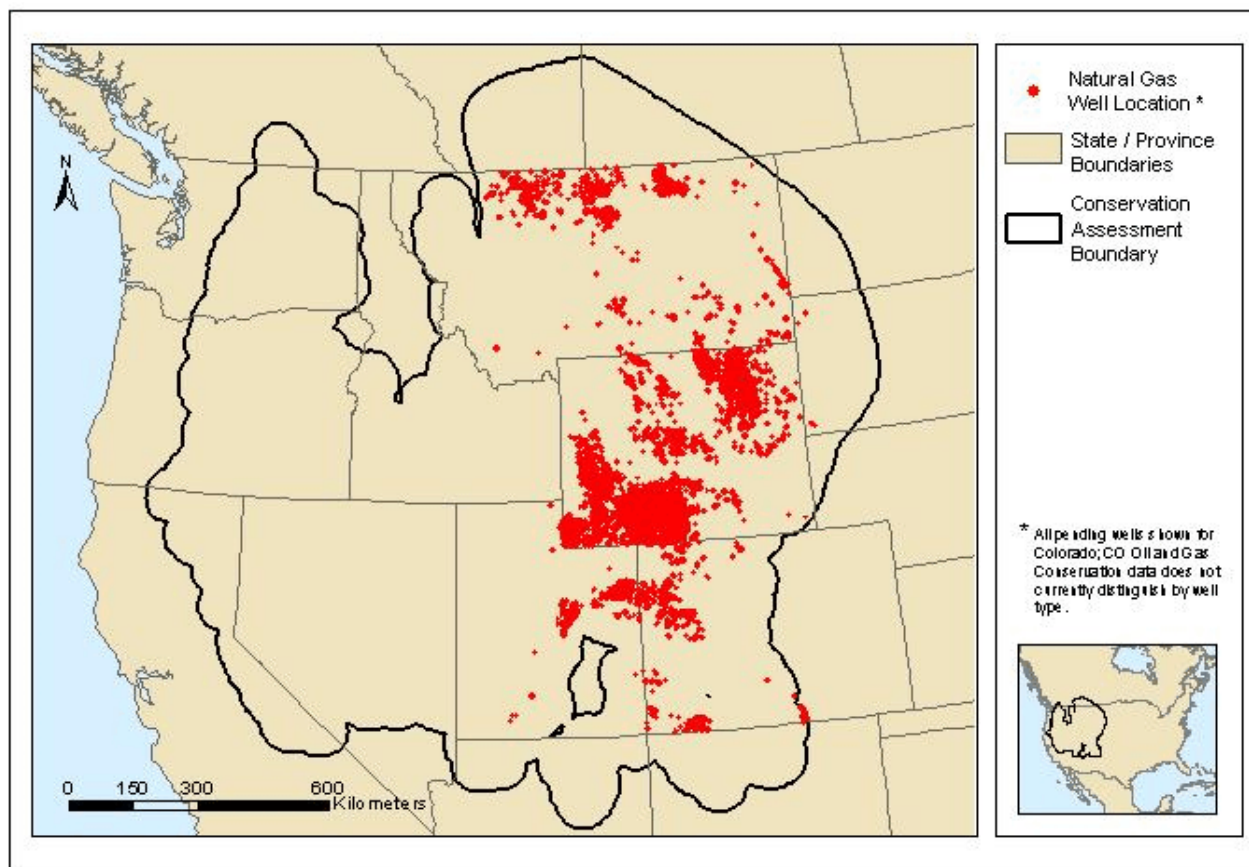 N
0 150 300 600
Kilometers
Natural Gas
Well Location *
State / Province
Boundaries
Conservation
Assessment
Boundary
* All pending wells shown for
Colorado; CO Oil and Gas
Conservation data does not
currently distinguish by well
type.